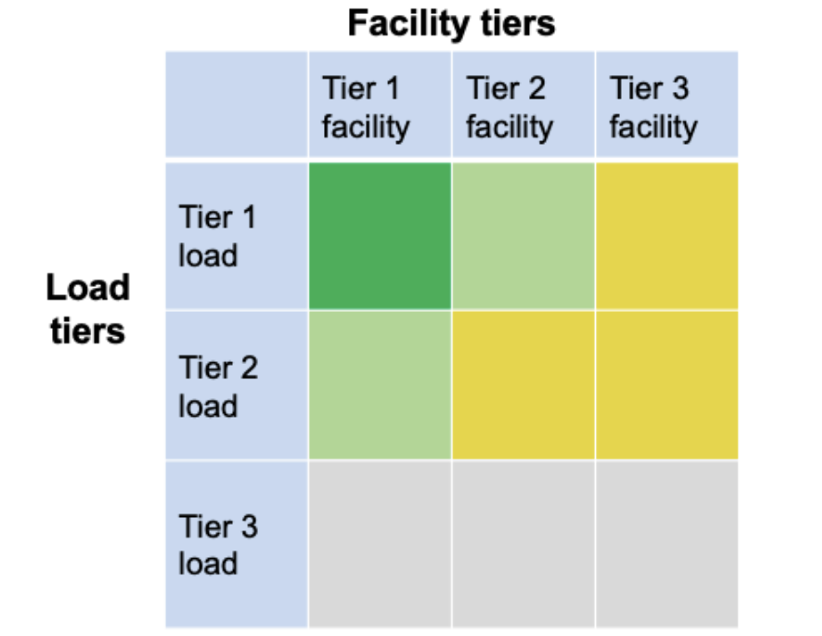 Facility tiers
Tier 1
facility
Tier 2
facility
Tier 3
facility
Tier 1
load
Load
tiers
Tier 2
load
Tier 3
load